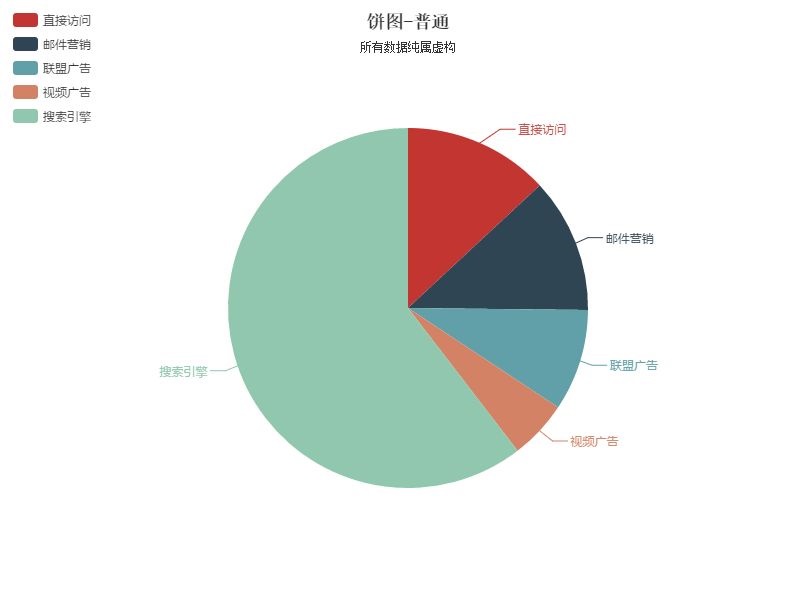 饼图-普通
所有数据纯属虚构
直接访问
邮件营销
联盟广告
视频广告
搜索引擎
直接访问
邮件营销
联盟广告
视频广告
搜索引擎